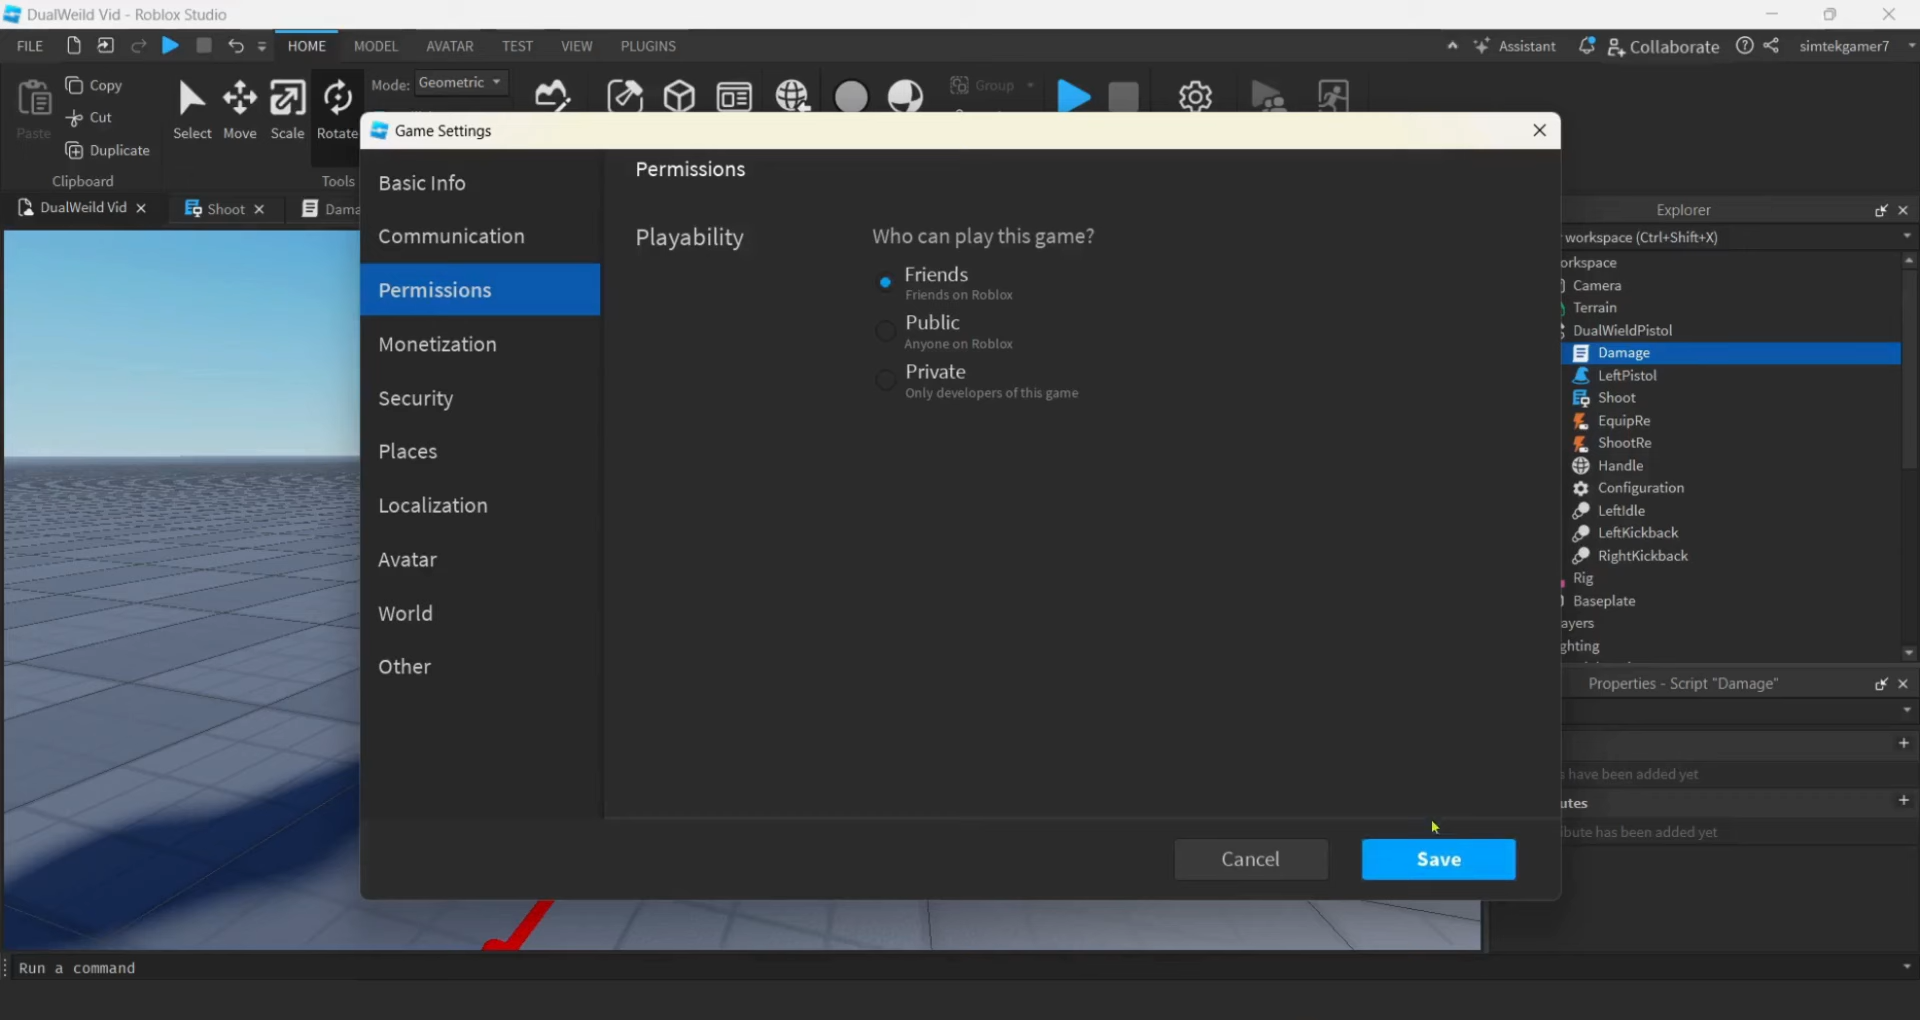 DualWeild Vid - Roblox Studio
FILE
HOME
MODEL
AVATAR
TEST
VIEW
PLUGINS
Assistant
Collaborate
simtekgamer7
Paste
Copy
Cut
Duplicate
Clipboard
Select
Move
Scale
Rotate
Tools
Mode: Geometric
Group
DualWeild Vid
Shoot
Dama
Game Settings
Basic Info
Communication
Permissions
Monetization
Security
Places
Localization
Avatar
World
Other
Permissions
Playability
Who can play this game?
Friends
Friends on Roblox
Public
Anyone on Roblox
Private
Only developers of this game
Cancel
Save
Explorer
workspace (Ctrl+Shift+X)
orkspace
Camera
Terrain
DualWieldPistol
Damage
LeftPistol
Shoot
EquipRe
ShootRe
Handle
Configuration
LeftIdle
LeftKickback
RightKickback
Rig
Baseplate
ayers
ghting
Properties - Script "Damage"
s have been added yet
utes
ibute has been added yet
Run a command